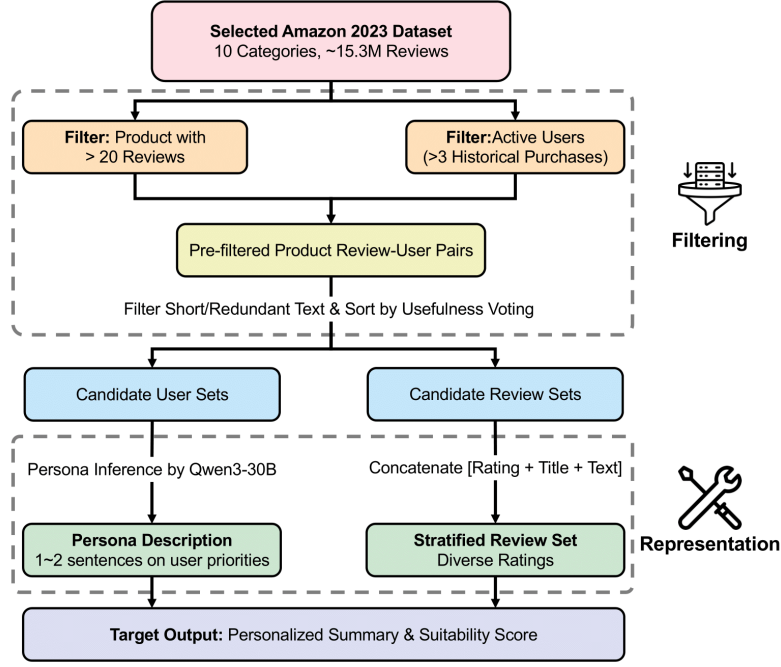 Selected Amazon 2023 Dataset
10 Categories, ~15.3M Reviews
Filter: Product with
> 20 Reviews
Filter:Active Users
(>3 Historical Purchases)
Filtering
Pre-filtered Product Review-User Pairs
Filter Short/Redundant Text & Sort by Usefulness Voting
Candidate User Sets
Candidate Review Sets
Persona Inference by Qwen3-30B
Concatenate [Rating + Title + Text]
Representation
Persona Description
1~2 sentences on user priorities
Stratified Review Set
Diverse Ratings
Target Output: Personalized Summary & Suitability Score